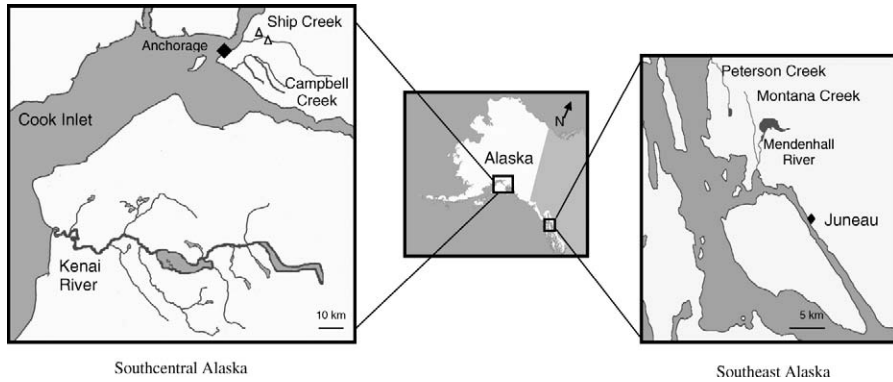 Ship Creek
Anchorage
Campbell
Creek
Cook Inlet
Kenai
River
10 km
Southcentral Alaska
N
Alaska
Peterson Creek
Montana Creek
Mendenhall
River
Juneau
5 km
Southeast Alaska